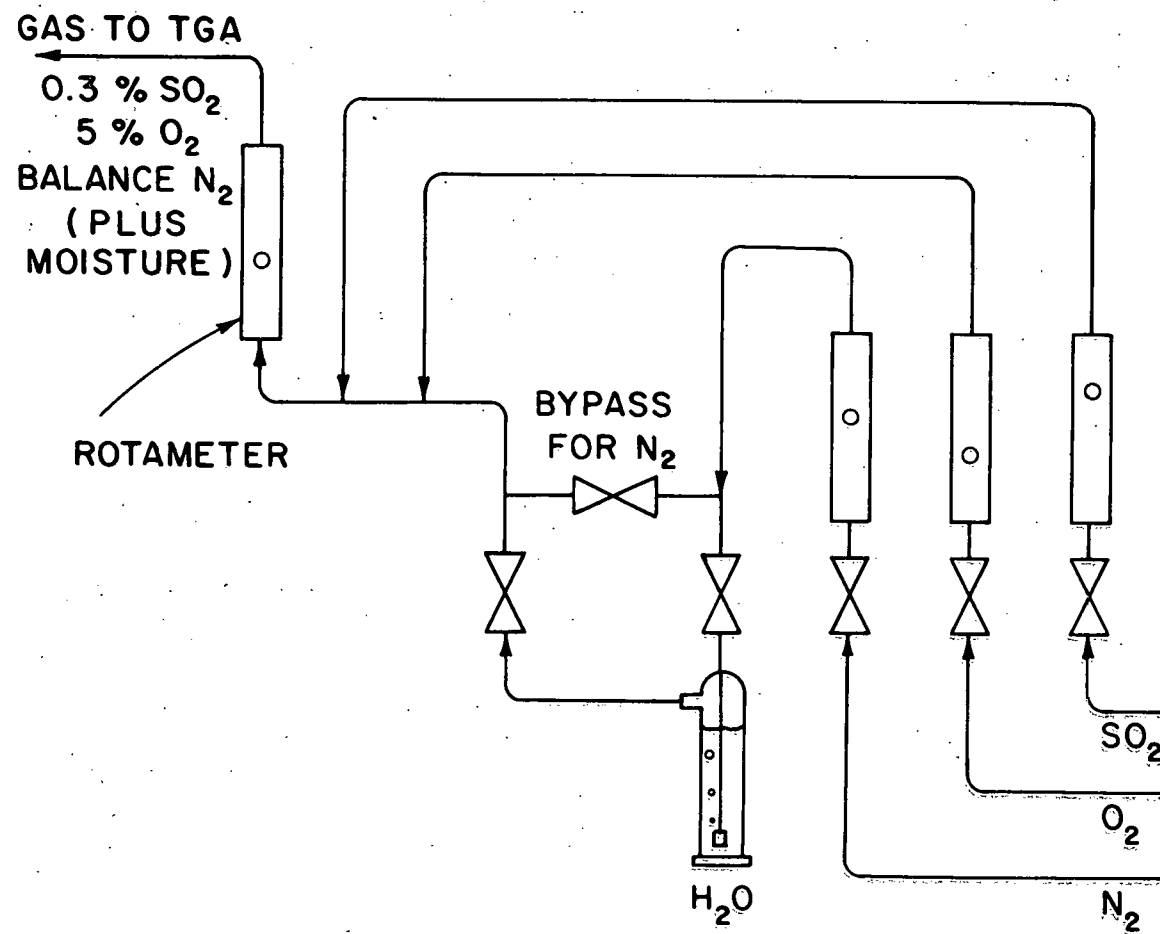 GAS TO TGA
0.3 % SO₂
5 % O₂
BALANCE N₂
(PLUS
MOISTURE)
ROTAMETER
BYPASS
FOR N₂
SO₂
O₂
N₂
H₂O